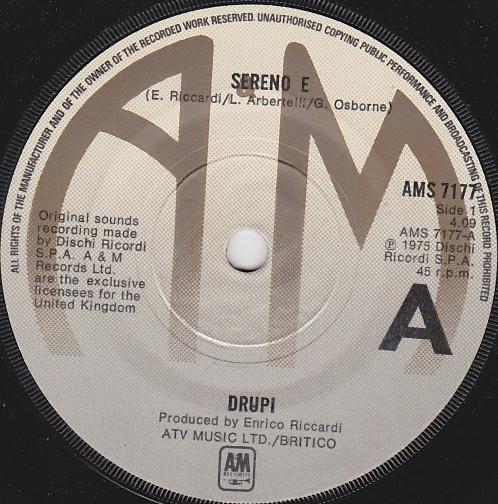 ALL RIGHTS OF THE MANUFACTURER AND OF THE OWNER OF THE RECORDED WORK RESERVED. UNAUTHORISED COPYING PUBLIC PERFORMANCE AND BROADCASTING OF THIS RECORD PROHIBITED
AM
SERENO E
(E. Riccardi/L. Arbertelli/G. Osborne)
AMS 7177
Side 1
4.09
AMS 7177-A
℗ 1975 Dischi
Ricordi S.P.A.
45 r.p.m.
Original sounds
recording made
by Dischi Ricordi
S.P.A. A & M
Records Ltd.
are the exclusive
licensees for the
United Kingdom
A
DRUPI
Produced by Enrico Riccardi
ATV MUSIC LTD./BRITICO
AM
RECORDS